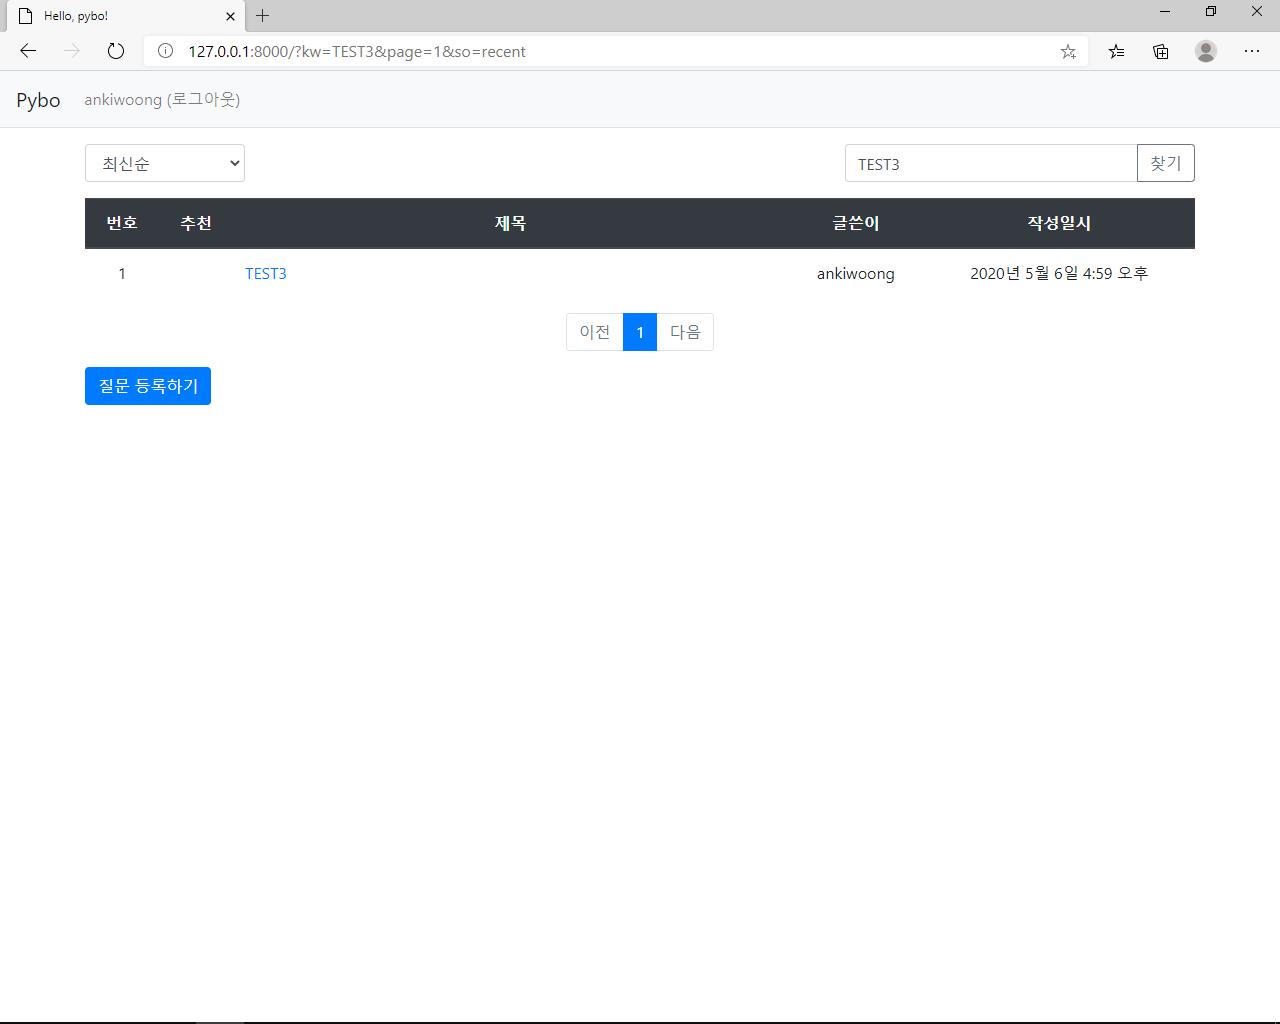 Hello, pybo!
127.0.0.1:8000/?kw=TEST3&page=1&so=recent
Pybo ankiwoong (로그아웃)
최신순 TEST3 찾기
번호 추천 제목 글쓴이 작성일시
1 TEST3 ankiwoong 2020년 5월 6일 4:59 오후
이전 1 다음
질문 등록하기